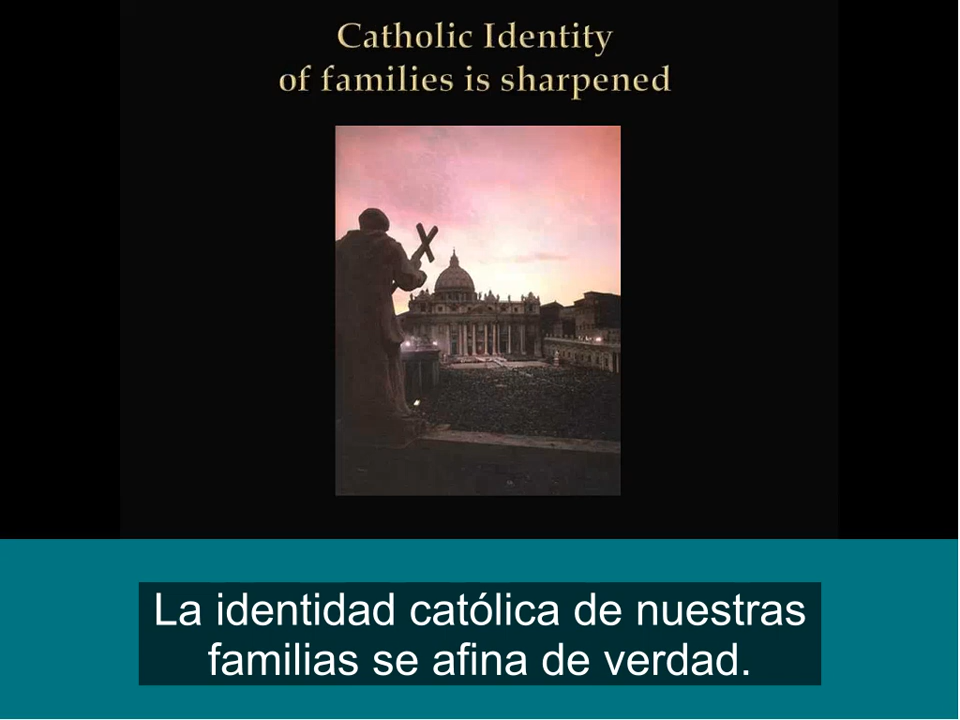 Catholic Identity
of families is sharpened
La identidad católica de nuestras
familias se afina de verdad.